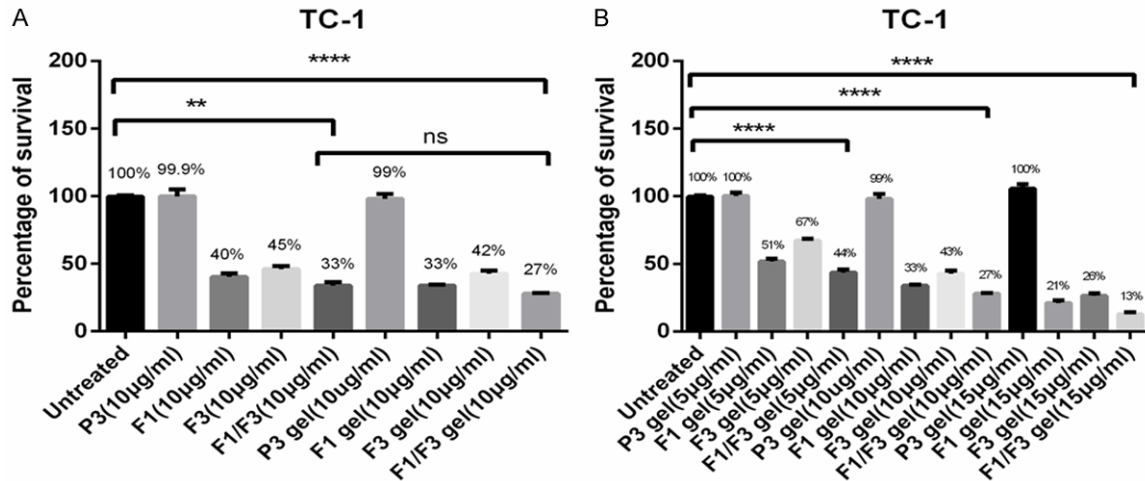 A
TC-1
Percentage of survival
200
150
100
50
0
****
**
ns
100%
99.9%
40%
45%
33%
99%
33%
42%
27%
Untreated
P3(10µg/ml)
F1(10µg/ml)
F3(10µg/ml)
F1/F3(10µg/ml)
P3 gel(10µg/ml)
F1 gel(10µg/ml)
F3 gel(10µg/ml)
F1/F3 gel(10µg/ml)
B
TC-1
Percentage of survival
200
150
100
50
0
****
****
****
100%
100%
51%
67%
44%
99%
33%
43%
27%
100%
21%
26%
13%
Untreated
P3 gel(5µg/ml)
F1 gel(5µg/ml)
F3 gel(5µg/ml)
F1/F3 gel(5µg/ml)
P3 gel(10µg/ml)
F1 gel(10µg/ml)
F3 gel(10µg/ml)
F1/F3 gel(10µg/ml)
P3 gel(15µg/ml)
F1 gel(15µg/ml)
F3 gel(15µg/ml)
F1/F3 gel(15µg/ml)